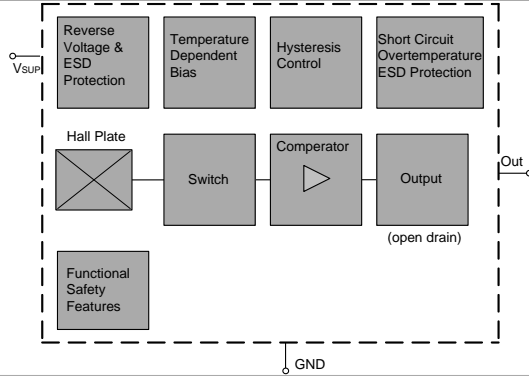 Reverse
Voltage &
ESD
Protection
Temperature
Dependent
Bias
Hysteresis
Control
Short Circuit
Overtemperature
ESD Protection
VSUP
Hall Plate
Switch
Comperator
Output
Out
(open drain)
Functional
Safety
Features
GND